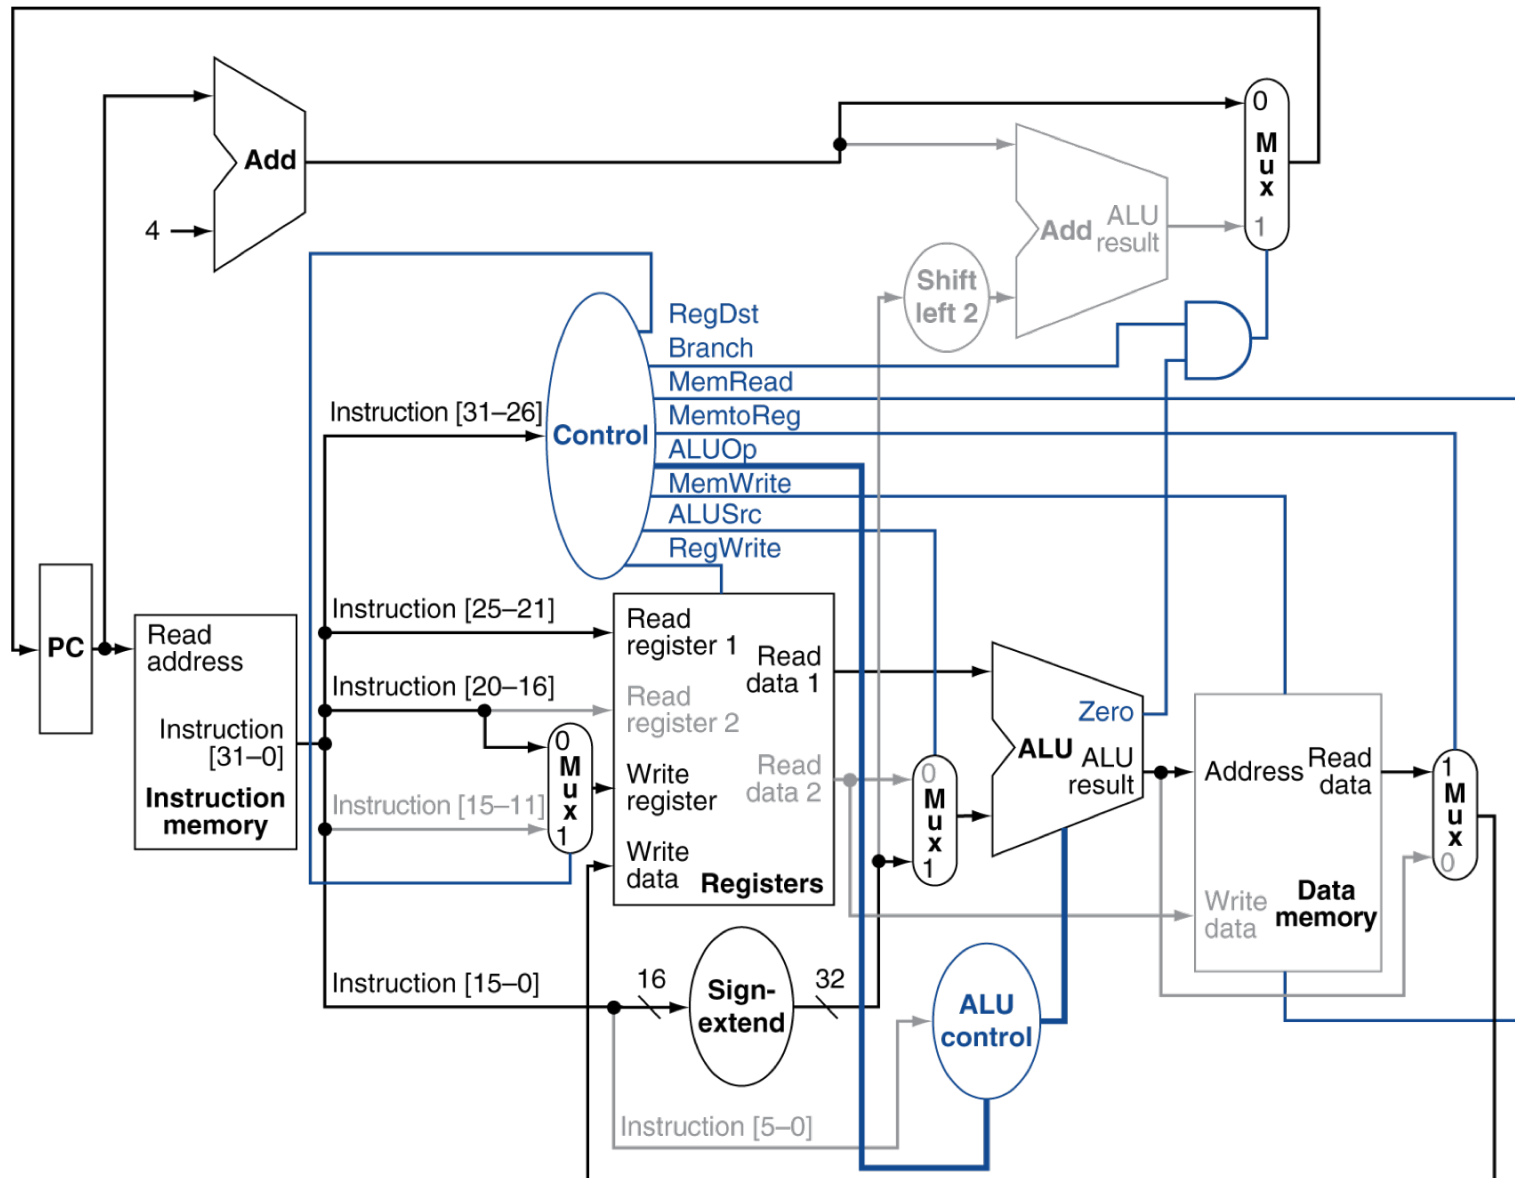 0
M
u
x
1
Add
4
Add
ALU
result
Shift
left 2
RegDst
Branch
MemRead
MemtoReg
ALUOp
MemWrite
ALUSrc
RegWrite
Instruction [31–26]
Control
Instruction [25–21]
Instruction [20–16]
Instruction [15–11]
Instruction [15–0]
Instruction [5–0]
PC
Read
address
Instruction
[31–0]
Instruction
memory
0
M
u
x
1
Read
register 1
Read
register 2
Write
register
Write
data
Read
data 1
Read
data 2
Registers
0
M
u
x
1
Zero
ALU
ALU
result
Address
Read
data
Write
data
Data
memory
1
M
u
x
0
16
Sign-
extend
32
ALU
control